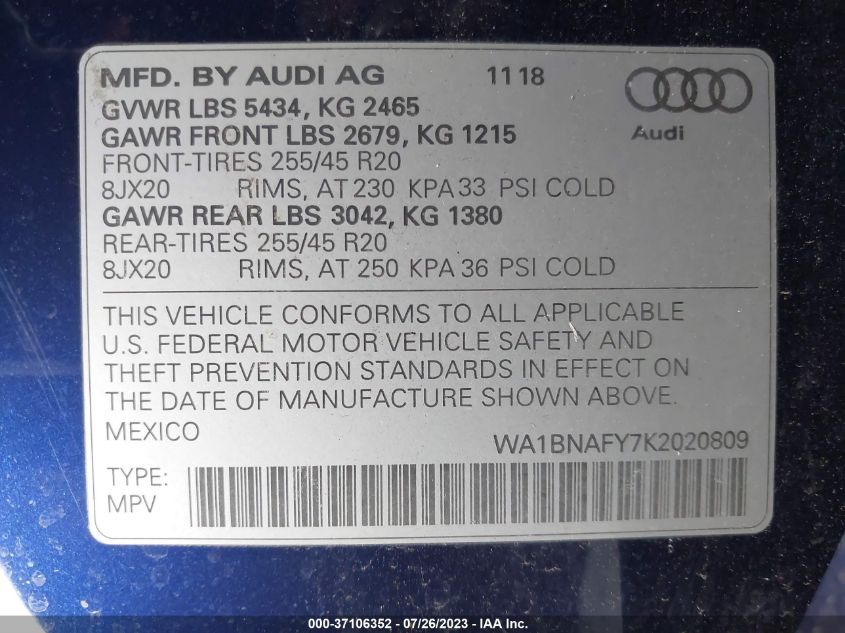 MFD. BY AUDI AG 11 18
GVWR LBS 5434, KG 2465
GAWR FRONT LBS 2679, KG 1215
Audi
FRONT-TIRES 255/45 R20
8JX20 RIMS, AT 230 KPA 33 PSI COLD
GAWR REAR LBS 3042, KG 1380
REAR-TIRES 255/45 R20
8JX20 RIMS, AT 250 KPA 36 PSI COLD
THIS VEHICLE CONFORMS TO ALL APPLICABLE
U.S. FEDERAL MOTOR VEHICLE SAFETY AND
THEFT PREVENTION STANDARDS IN EFFECT ON
THE DATE OF MANUFACTURE SHOWN ABOVE.
MEXICO
WA1BNAFY7K2020809
TYPE:
MPV
000-37106352 - 07/26/2023 - IAA Inc.